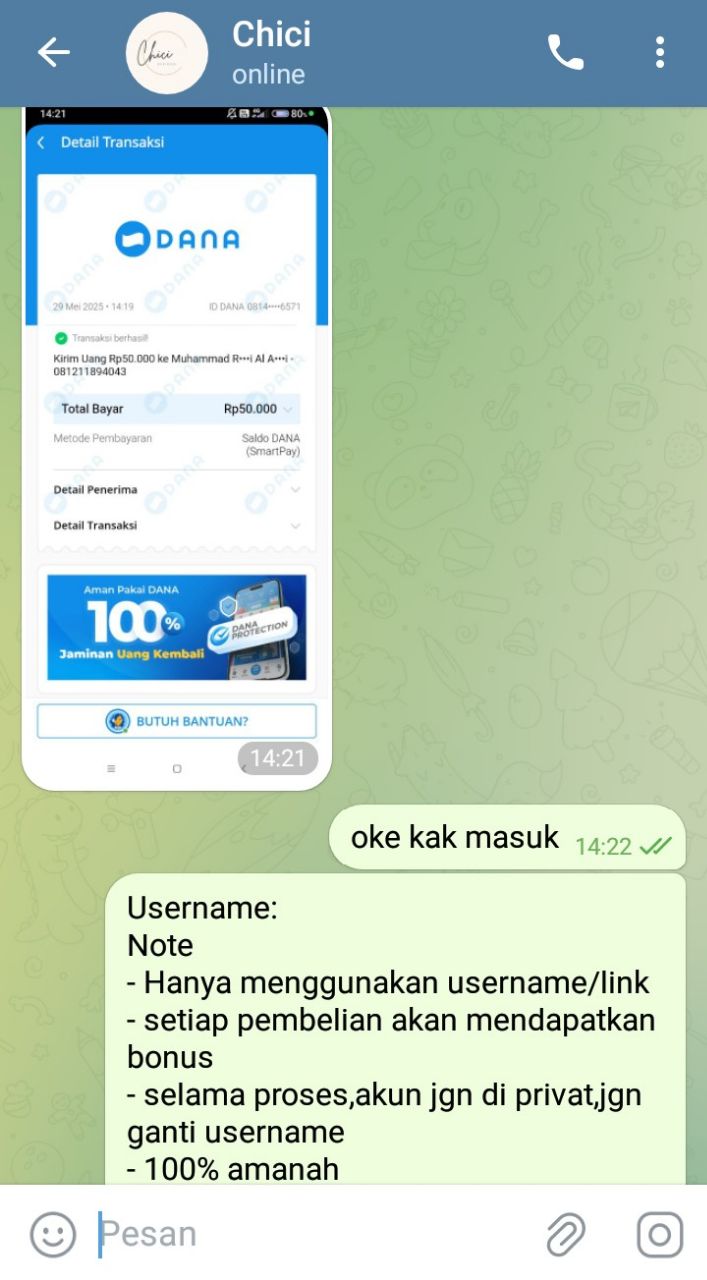 Chici
online
Chici
14:21
80%
Detail Transaksi
DANA
29 Mei 2025 • 14:19 ID DANA 0814••••6571
Transaksi berhasil!
Kirim Uang Rp50.000 ke Muhammad R•••i Al A•••i -
081211894043
Total Bayar Rp50.000
Metode Pembayaran Saldo DANA
(SmartPay)
Detail Penerima
Detail Transaksi
Aman Pakai DANA
100%
Jaminan Uang Kembali
DANA
PROTECTION
BUTUH BANTUAN?
14:21
oke kak masuk 14:22
Username:
Note
- Hanya menggunakan username/link
- setiap pembelian akan mendapatkan
bonus
- selama proses,akun jgn di privat,jgn
ganti username
- 100% amanah
Pesan